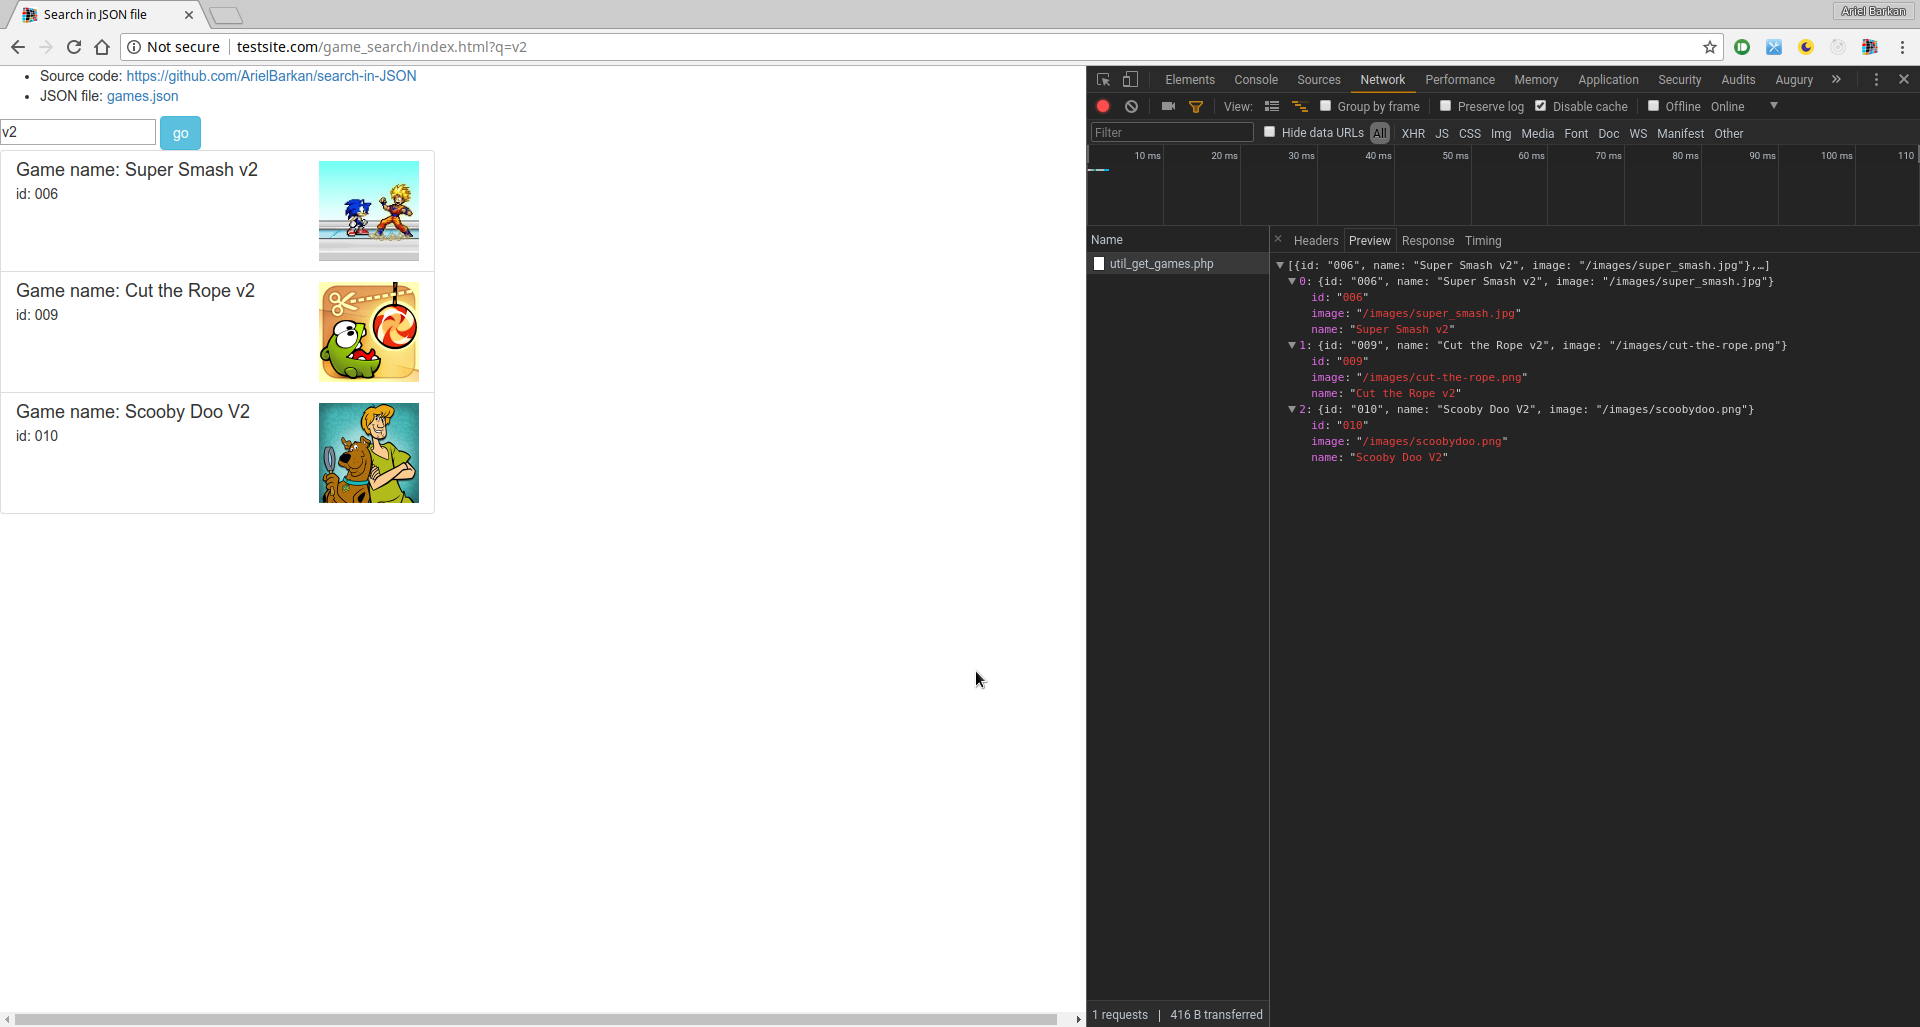 Search in JSON file
Ariel Barkan
Not secure testsite.com/game_search/index.html?q=v2
• Source code: https://github.com/ArielBarkan/search-in-JSON
• JSON file: games.json
v2 go
Game name: Super Smash v2
id: 006
Game name: Cut the Rope v2
id: 009
Game name: Scooby Doo V2
id: 010
Elements Console Sources Network Performance Memory Application Security Audits Augury »
View: Group by frame Preserve log Disable cache Offline Online
Filter Hide data URLs All XHR JS CSS Img Media Font Doc WS Manifest Other
10 ms 20 ms 30 ms 40 ms 50 ms 60 ms 70 ms 80 ms 90 ms 100 ms 110
Name
util_get_games.php
× Headers Preview Response Timing
▼[{id: "006", name: "Super Smash v2", image: "/images/super_smash.jpg"},…]
▼0: {id: "006", name: "Super Smash v2", image: "/images/super_smash.jpg"}
id: "006"
image: "/images/super_smash.jpg"
name: "Super Smash v2"
▼1: {id: "009", name: "Cut the Rope v2", image: "/images/cut-the-rope.png"}
id: "009"
image: "/images/cut-the-rope.png"
name: "Cut the Rope v2"
▼2: {id: "010", name: "Scooby Doo V2", image: "/images/scoobydoo.png"}
id: "010"
image: "/images/scoobydoo.png"
name: "Scooby Doo V2"
1 requests | 416 B transferred